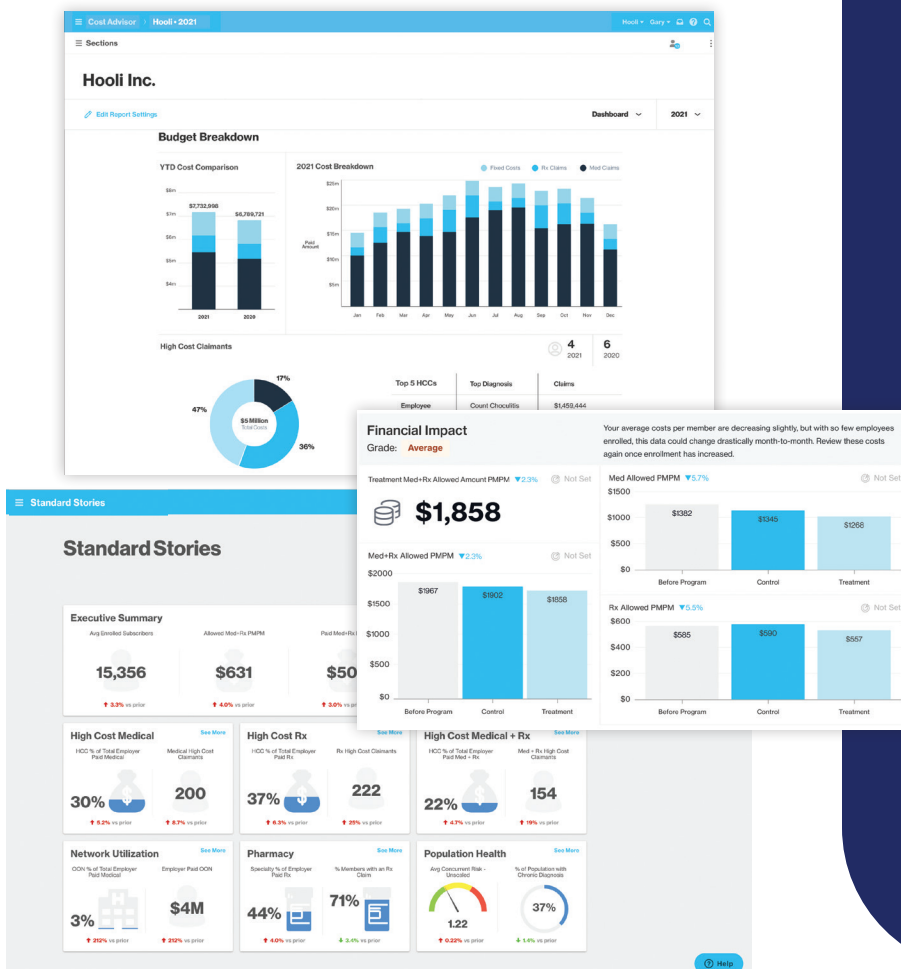 Cost Advisor / Hooli • 2021
Hooli • Gary •
Sections
Hooli Inc.
Edit Report Settings
Dashboard
2021
Budget Breakdown
YTD Cost Comparison
$8m
$7m
$6m
$5m
$4m
$7,732,998
$6,789,721
2021
2020
2021 Cost Breakdown
Fixed Costs
Rx Claims
Med Claims
Paid
Amount
$25m
$20m
$15m
$10m
$5m
Jan Feb Mar Apr May Jun Jul Aug Sep Oct Nov Dec
High Cost Claimants
4
2021
6
2020
17%
47%
36%
$5 Million
Total Costs
Top 5 HCCs
Top Diagnosis
Claims
Employee
Count Choculitis
$1,459,444
Financial Impact
Grade: Average
Your average costs per member are decreasing slightly, but with so few employees
enrolled, this data could change drastically month-to-month. Review these costs
again once enrollment has increased.
Treatment Med+Rx Allowed Amount PMPM ▼2.3%
Not Set
$1,858
Med+Rx Allowed PMPM ▼2.3%
Not Set
$2000
$1500
$1000
$500
$0
$1967
$1902
$1858
Before Program
Control
Treatment
Med Allowed PMPM ▼5.7%
Not Set
$1500
$1000
$500
$0
$1382
$1345
$1268
Before Program
Control
Treatment
Rx Allowed PMPM ▼5.5%
Not Set
$600
$400
$200
$0
$585
$590
$557
Before Program
Control
Treatment
Standard Stories
Standard Stories
Executive Summary
Avg Enrolled Subscribers
15,356
3.3% vs prior
Allowed Med+Rx PMPM
$631
4.0% vs prior
Paid Med+Rx
$50
3.0% vs prior
High Cost Medical
See More
HCC % of Total Employer
Paid Medical
30%
5.2% vs prior
Medical High Cost
Claimants
200
8.7% vs prior
High Cost Rx
See More
HCC % of Total Employer
Paid Rx
37%
6.3% vs prior
Rx High Cost Claimants
222
25% vs prior
High Cost Medical + Rx
See More
HCC % of Total Employer
Paid Med + Rx
22%
4.7% vs prior
Med + Rx High Cost
Claimants
154
19% vs prior
Network Utilization
See More
OON % of Total Employer
Paid Medical
3%
212% vs prior
Employer Paid OON
$4M
212% vs prior
Pharmacy
See More
Specialty % of Employer
Paid Rx
44%
4.0% vs prior
% Members with an Rx
Claim
71%
3.4% vs prior
Population Health
See More
Avg Concurrent Risk -
Unscaled
1.22
0.22% vs prior
% of Population with
Chronic Diagnosis
37%
1.4% vs prior
Help